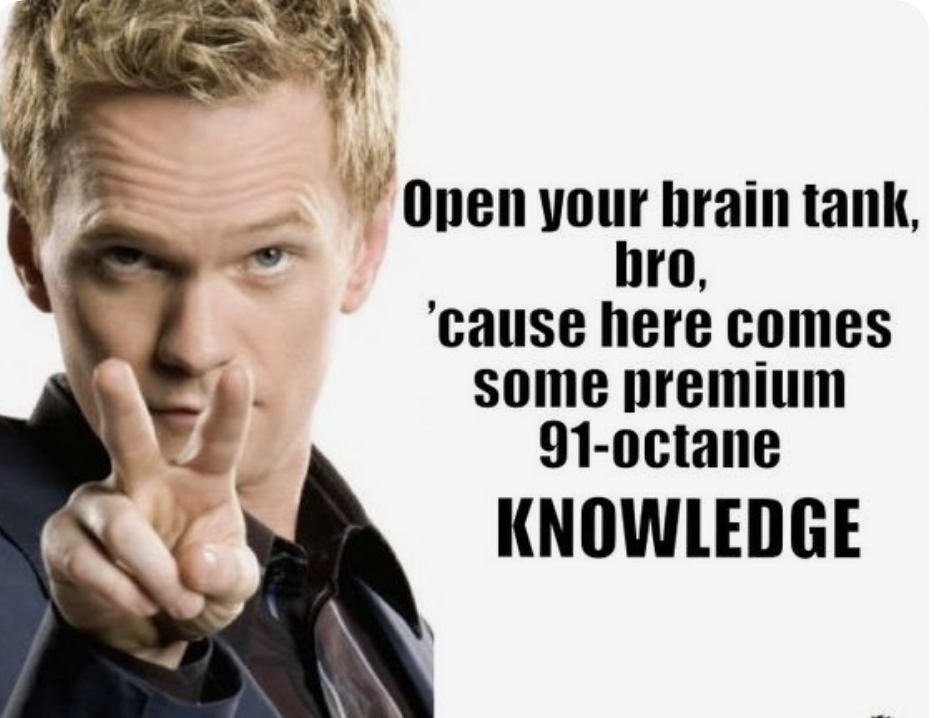 Open your brain tank,
bro,
’cause here comes
some premium
91-octane
KNOWLEDGE